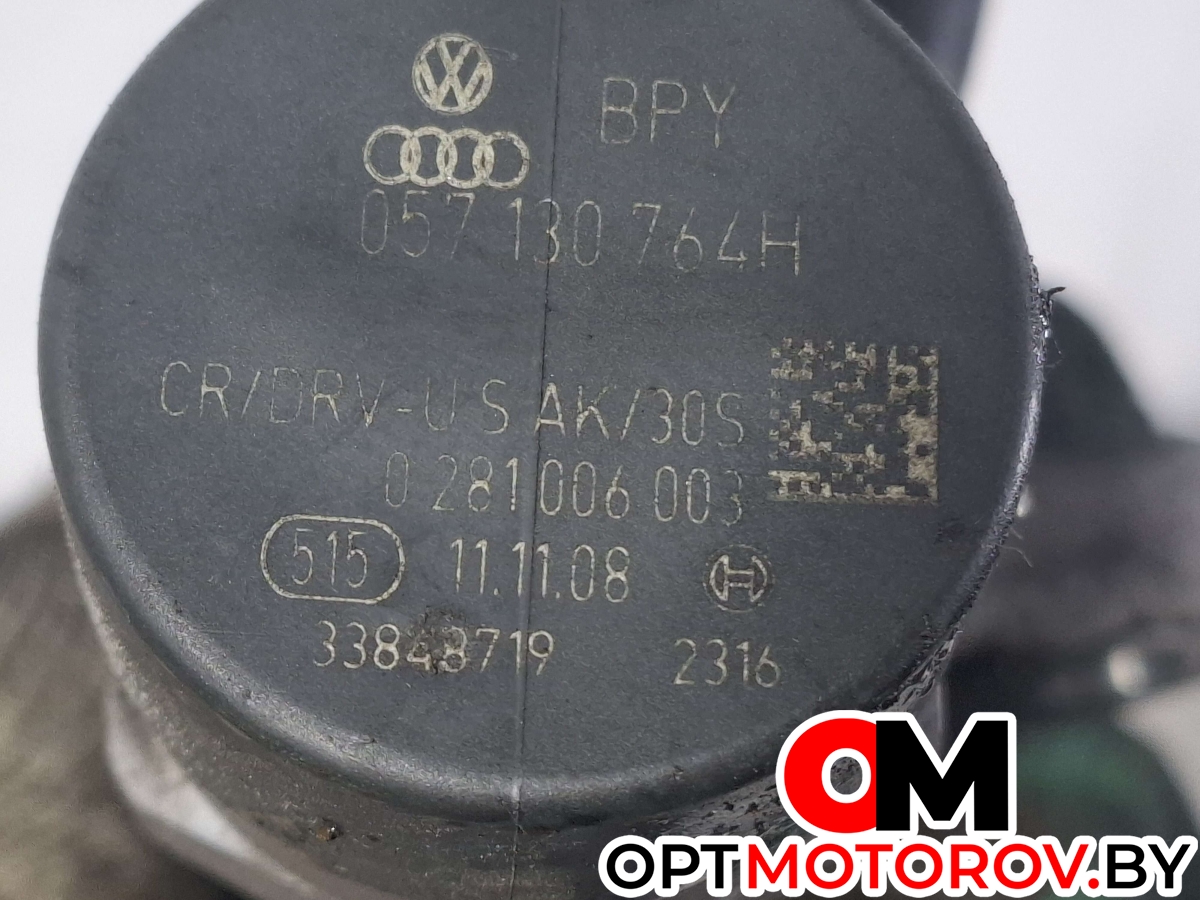 BPY
057 130 764H
CR/DRV-U S AK/30S
0 281 006 003
515 11.11.08
33848719 2316
OM
OPTMOTOROV.BY